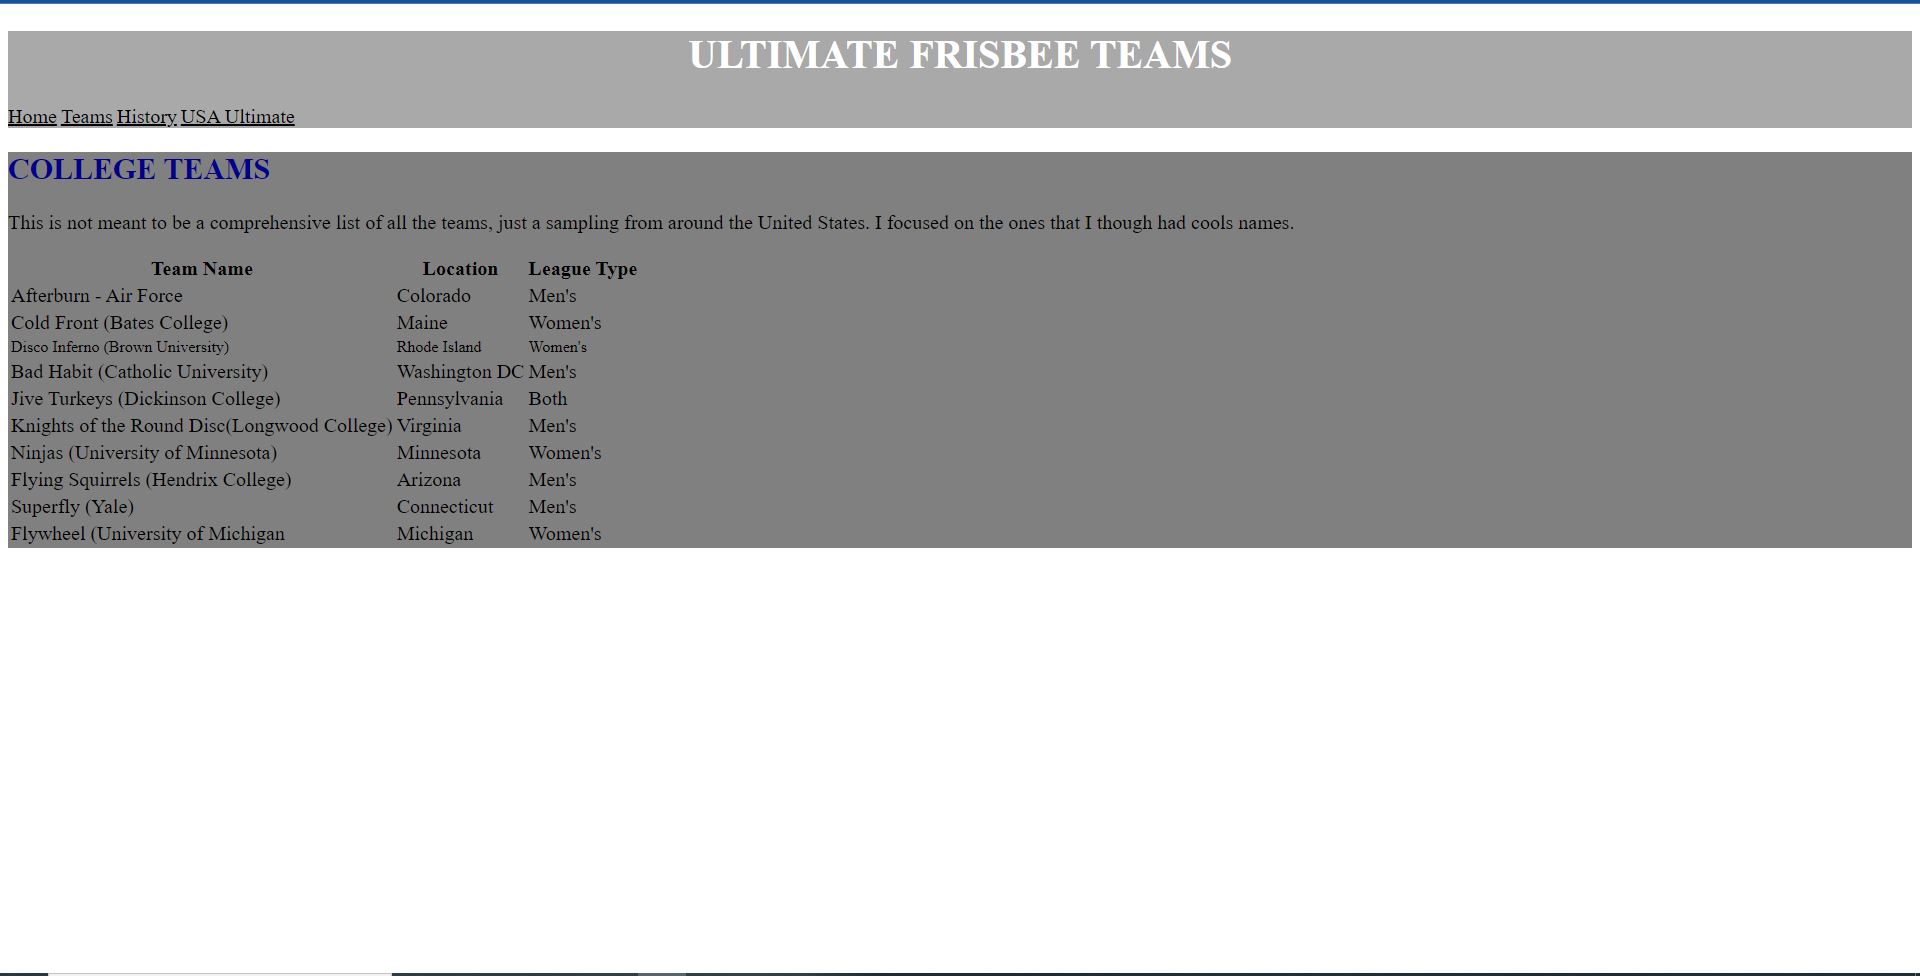 ULTIMATE FRISBEE TEAMS
Home Teams History USA Ultimate
COLLEGE TEAMS
This is not meant to be a comprehensive list of all the teams, just a sampling from around the United States. I focused on the ones that I though had cools names.
Team Name Location League Type
Afterburn - Air Force Colorado Men's
Cold Front (Bates College) Maine Women's
Disco Inferno (Brown University) Rhode Island Women's
Bad Habit (Catholic University) Washington DC Men's
Jive Turkeys (Dickinson College) Pennsylvania Both
Knights of the Round Disc(Longwood College) Virginia Men's
Ninjas (University of Minnesota) Minnesota Women's
Flying Squirrels (Hendrix College) Arizona Men's
Superfly (Yale) Connecticut Men's
Flywheel (University of Michigan Michigan Women's